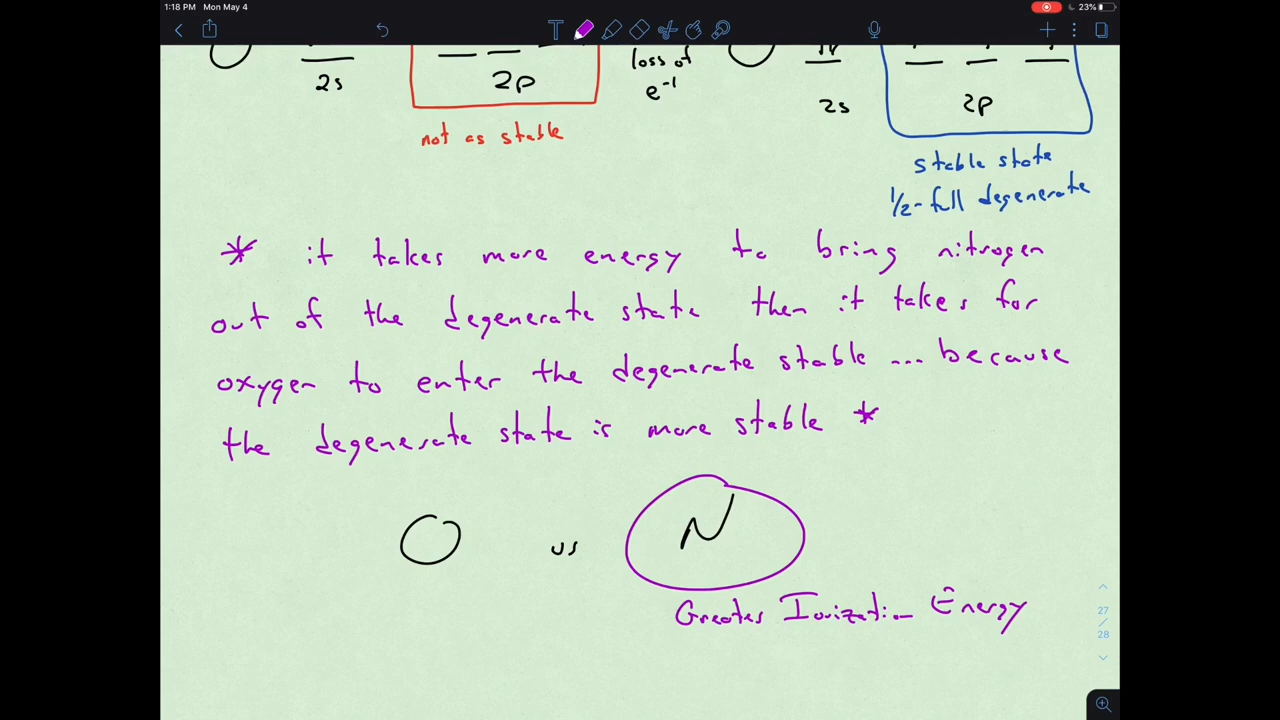 1:18 PM Mon May 4
23%
loss of
e⁻¹
2s
2p
2s
2p
not as stable
stable state
1/2-full degenerate
* it takes more energy to bring nitrogen
out of the degenerate state then it takes for
oxygen to enter the degenerate stable ... because
the degenerate state is more stable *
O vs N
Greates Ionization Energy
27
/
28